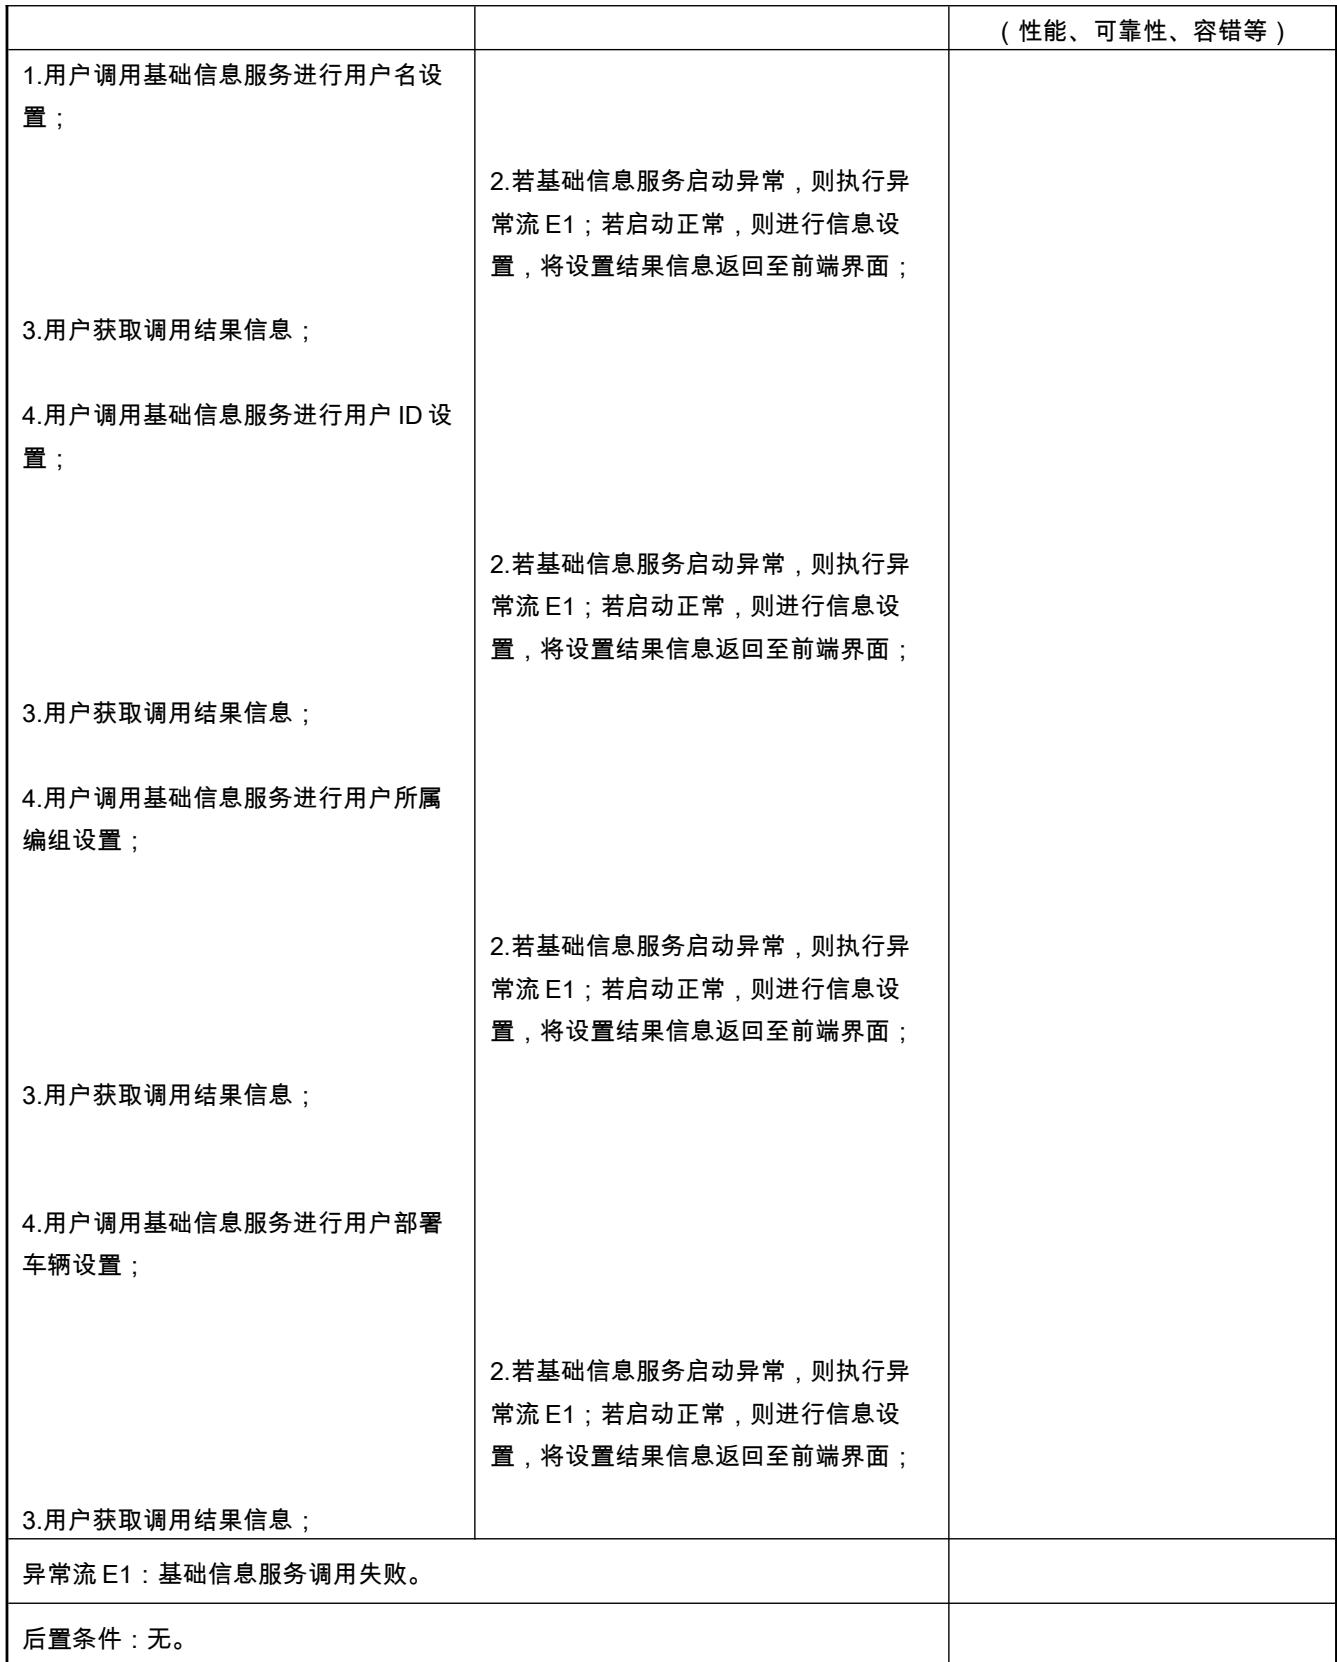 （性能、可靠性、容错等）
1.用户调用基础信息服务进行用户名设
置；
2.若基础信息服务启动异常，则执行异
常流 E1；若启动正常，则进行信息设
置，将设置结果信息返回至前端界面；
3.用户获取调用结果信息；
4.用户调用基础信息服务进行用户 ID 设
置；
2.若基础信息服务启动异常，则执行异
常流 E1；若启动正常，则进行信息设
置，将设置结果信息返回至前端界面；
3.用户获取调用结果信息；
4.用户调用基础信息服务进行用户所属
编组设置；
2.若基础信息服务启动异常，则执行异
常流 E1；若启动正常，则进行信息设
置，将设置结果信息返回至前端界面；
3.用户获取调用结果信息；
4.用户调用基础信息服务进行用户部署
车辆设置；
2.若基础信息服务启动异常，则执行异
常流 E1；若启动正常，则进行信息设
置，将设置结果信息返回至前端界面；
3.用户获取调用结果信息；
异常流 E1：基础信息服务调用失败。
后置条件：无。